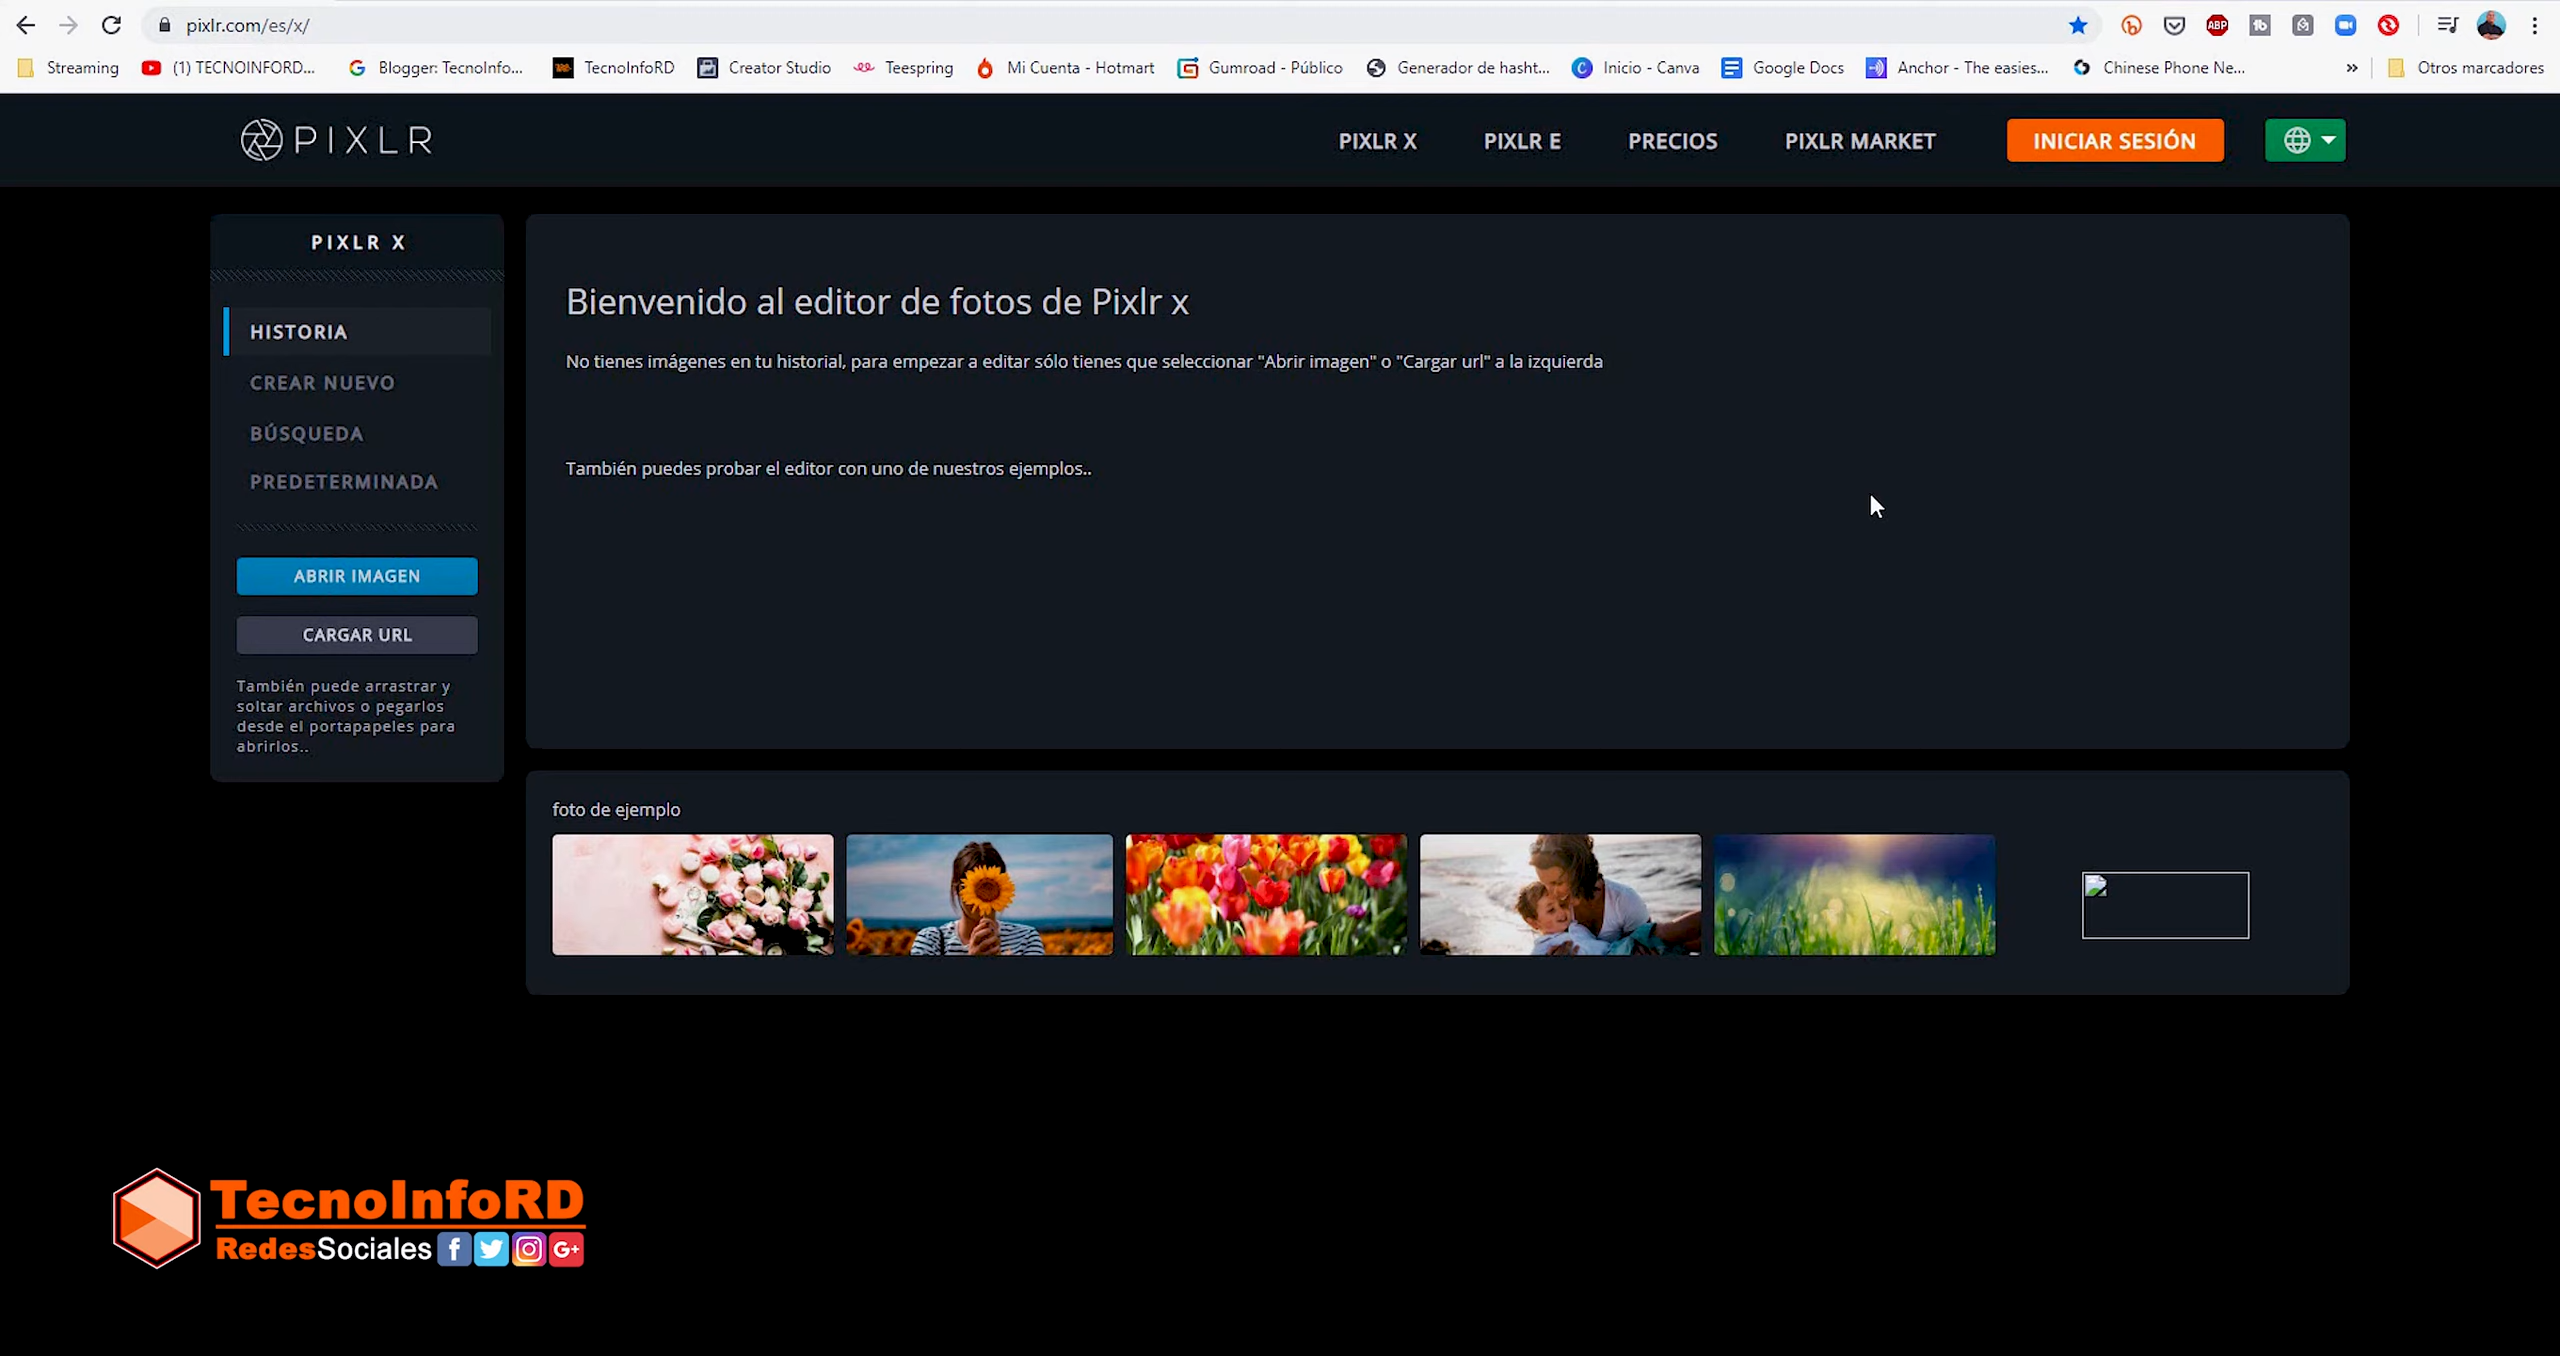 pixlr.com/es/x/
Streaming (1) TECNOINFORD... Blogger: TecnoInfo... TecnoInfoRD Creator Studio Teespring Mi Cuenta - Hotmart Gumroad - Público Generador de hasht... Inicio - Canva Google Docs Anchor - The easies... Chinese Phone Ne... » Otros marcadores
PIXLR PIXLR X PIXLR E PRECIOS PIXLR MARKET INICIAR SESIÓN
PIXLR X
HISTORIA
CREAR NUEVO
BÚSQUEDA
PREDETERMINADA
ABRIR IMAGEN
CARGAR URL
También puede arrastrar y
soltar archivos o pegarlos
desde el portapapeles para
abrirlos..
Bienvenido al editor de fotos de Pixlr x
No tienes imágenes en tu historial, para empezar a editar sólo tienes que seleccionar "Abrir imagen" o "Cargar url" a la izquierda
También puedes probar el editor con uno de nuestros ejemplos..
foto de ejemplo
TecnoInfoRD
RedesSociales f G+